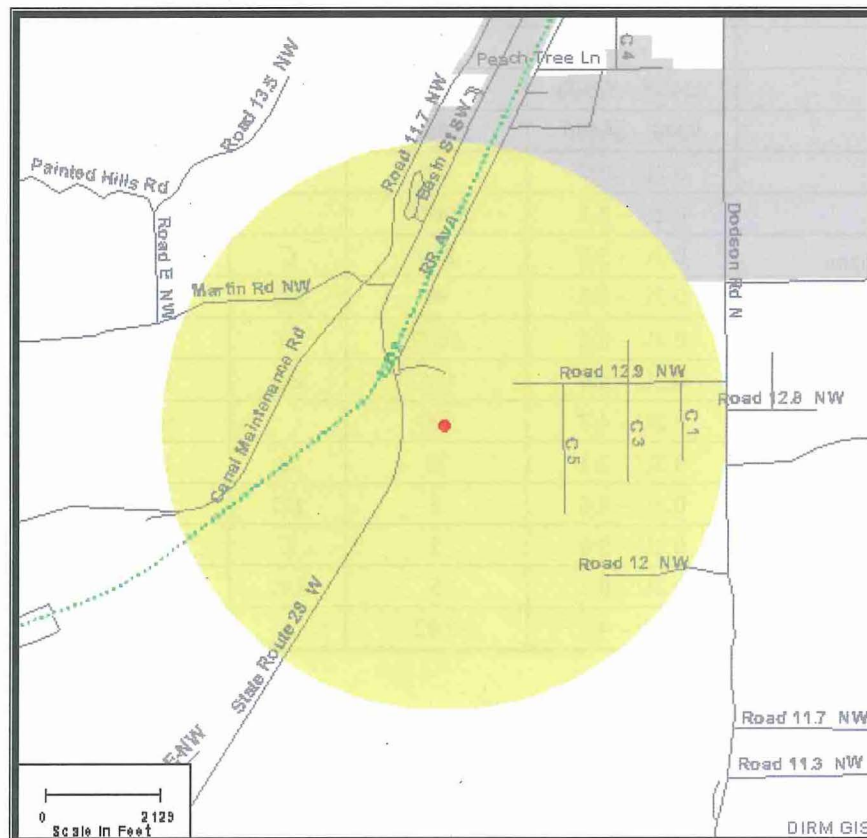 Peach Tree Ln
C 4
Road 13.5 NW
Road 11.7 NW
Basin St SW
Painted Hills Rd
Road E NW
RR Ave
Dodson Rd N
Martin Rd NW
Canal Maintenance Rd
Road 12.9 NW
Road 12.8 NW
C 1
C 3
C 5
Road 12 NW
State Route 28 W
E-NW
Road 11.7 NW
Road 11.3 NW
0 2129
Scale In Feet
DIRM GIS